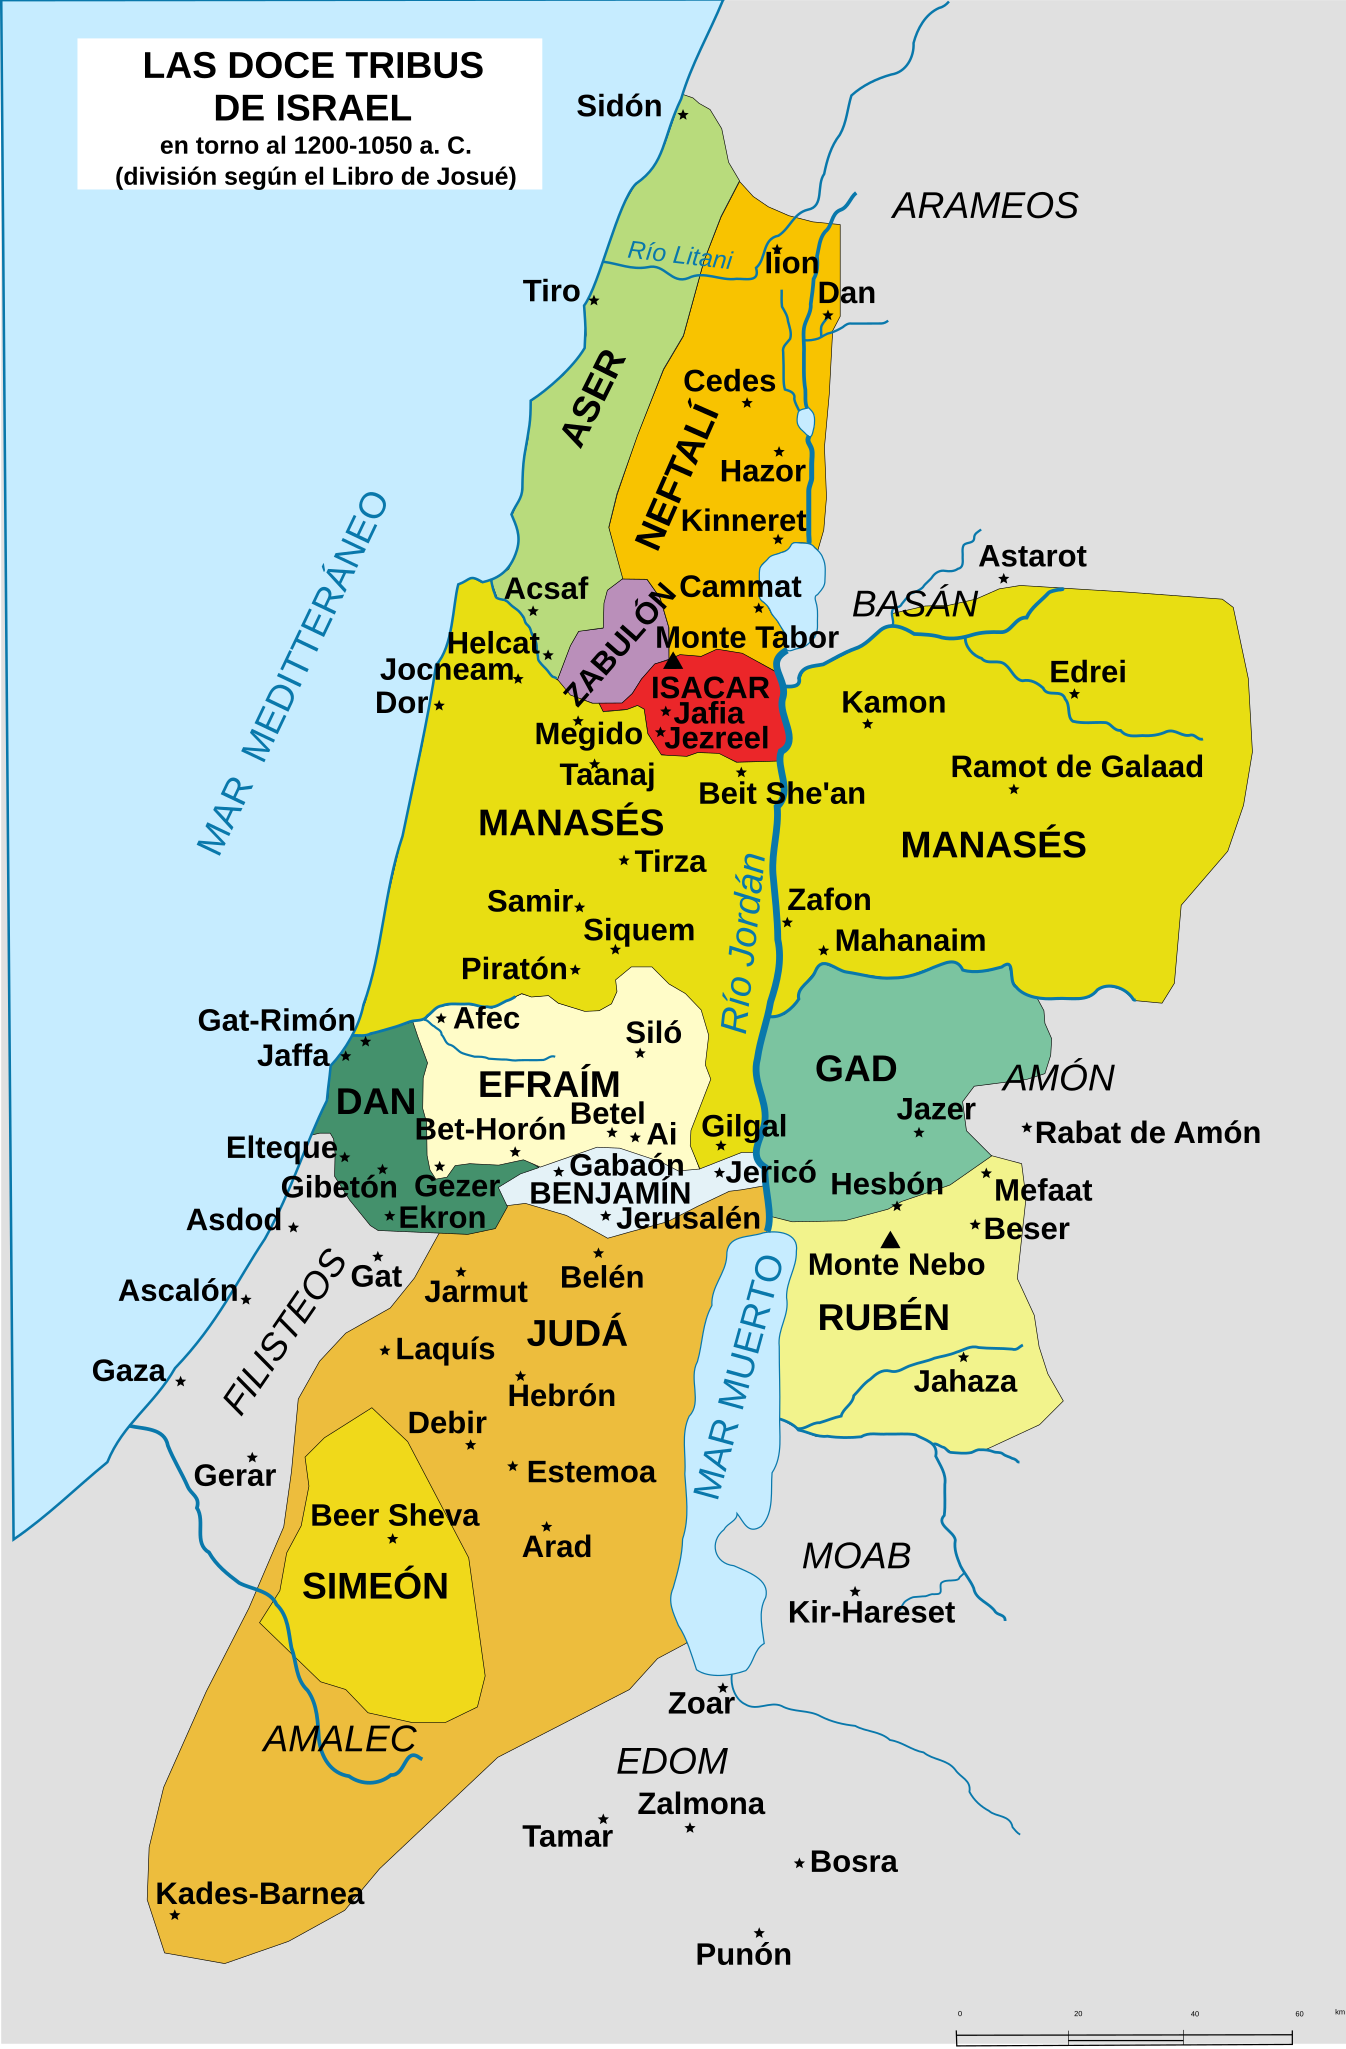 LAS DOCE TRIBUS
DE ISRAEL
en torno al 1200-1050 a. C.
(división según el Libro de Josué)
Sidón
ARAMEOS
Río Litani
Iion
Tiro
Dan
ASER
Cedes
NEFTALÍ
Hazor
Kinneret
MAR MEDITTERÁNEO
Astarot
Acsaf
Cammat
BASÁN
ZABULÓN
Helcat
Monte Tabor
Jocneam
Edrei
Dor
ISACAR
Kamon
Jafia
Megido
Jezreel
Taanaj
Ramot de Galaad
Beit She'an
MANASÉS
MANASÉS
Tirza
Río Jordán
Samir
Zafon
Siquem
Mahanaim
Piratón
Gat-Rimón
Afec
Siló
Jaffa
GAD
AMÓN
EFRAÍM
DAN
Betel
Jazer
Bet-Horón
Ai
Gilgal
Rabat de Amón
Elteque
Gabaón
Jericó
Gibetón
Gezer
BENJAMÍN
Hesbón
Mefaat
Asdod
Ekron
Jerusalén
Beser
FILISTEOS
Gat
Belén
Monte Nebo
Ascalón
Jarmut
MAR MUERTO
JUDÁ
RUBÉN
Laquís
Gaza
Hebrón
Jahaza
Debir
Gerar
Estemoa
Beer Sheva
Arad
MOAB
SIMEÓN
Kir-Hareset
Zoar
AMALEC
EDOM
Zalmona
Tamar
Bosra
Kades-Barnea
Punón
0 20 40 60 km